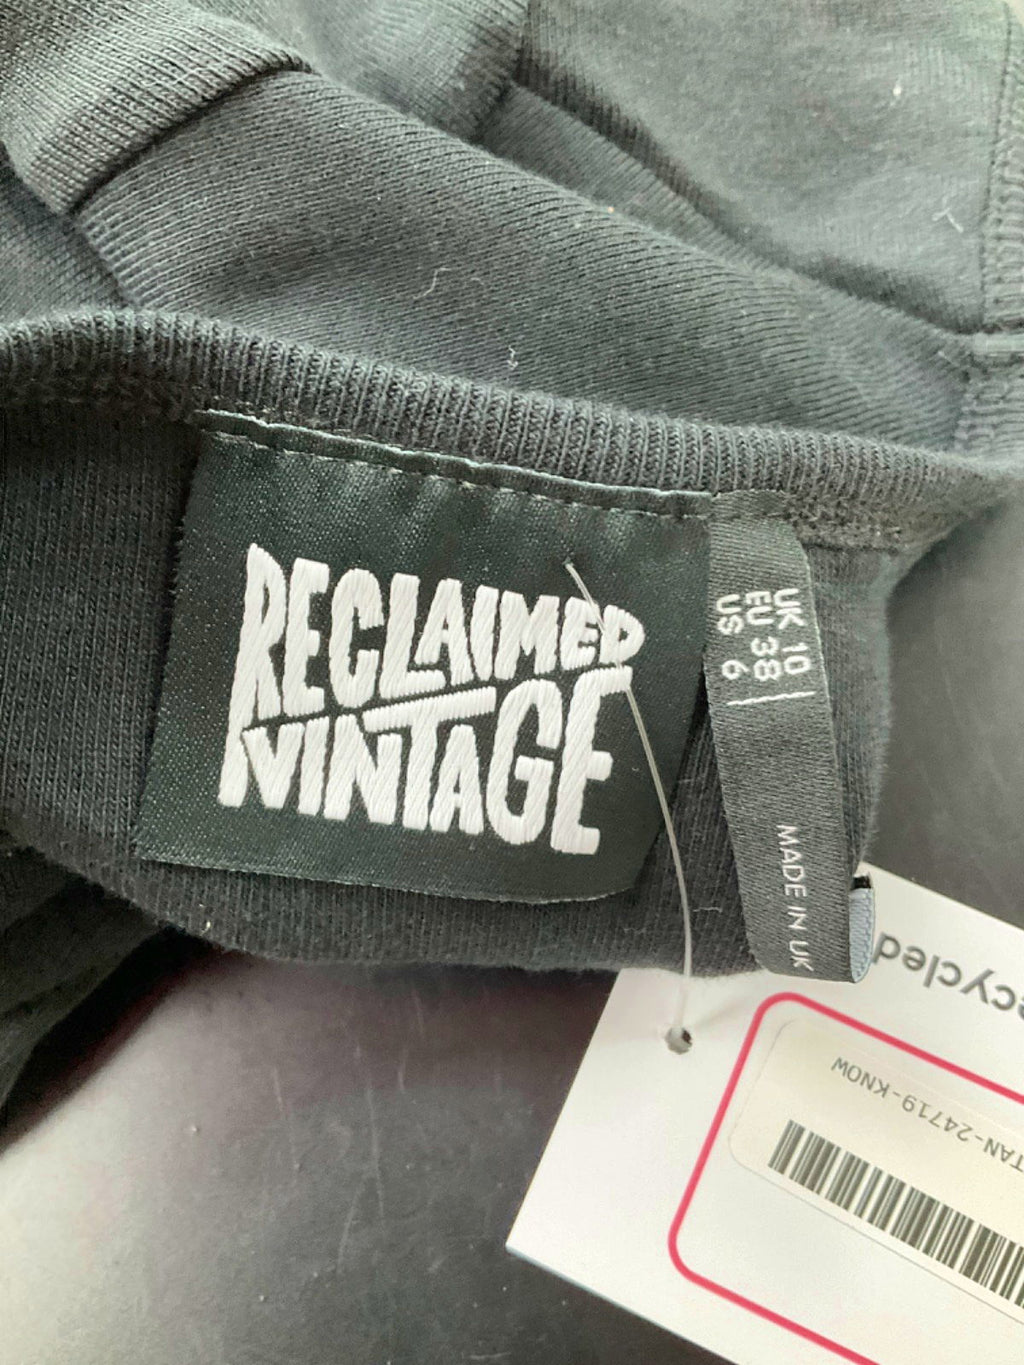 RECLAIMED
VINTAGE
UK 10
EU 38
US 6
MADE IN UK
TAN-24719-KNOW